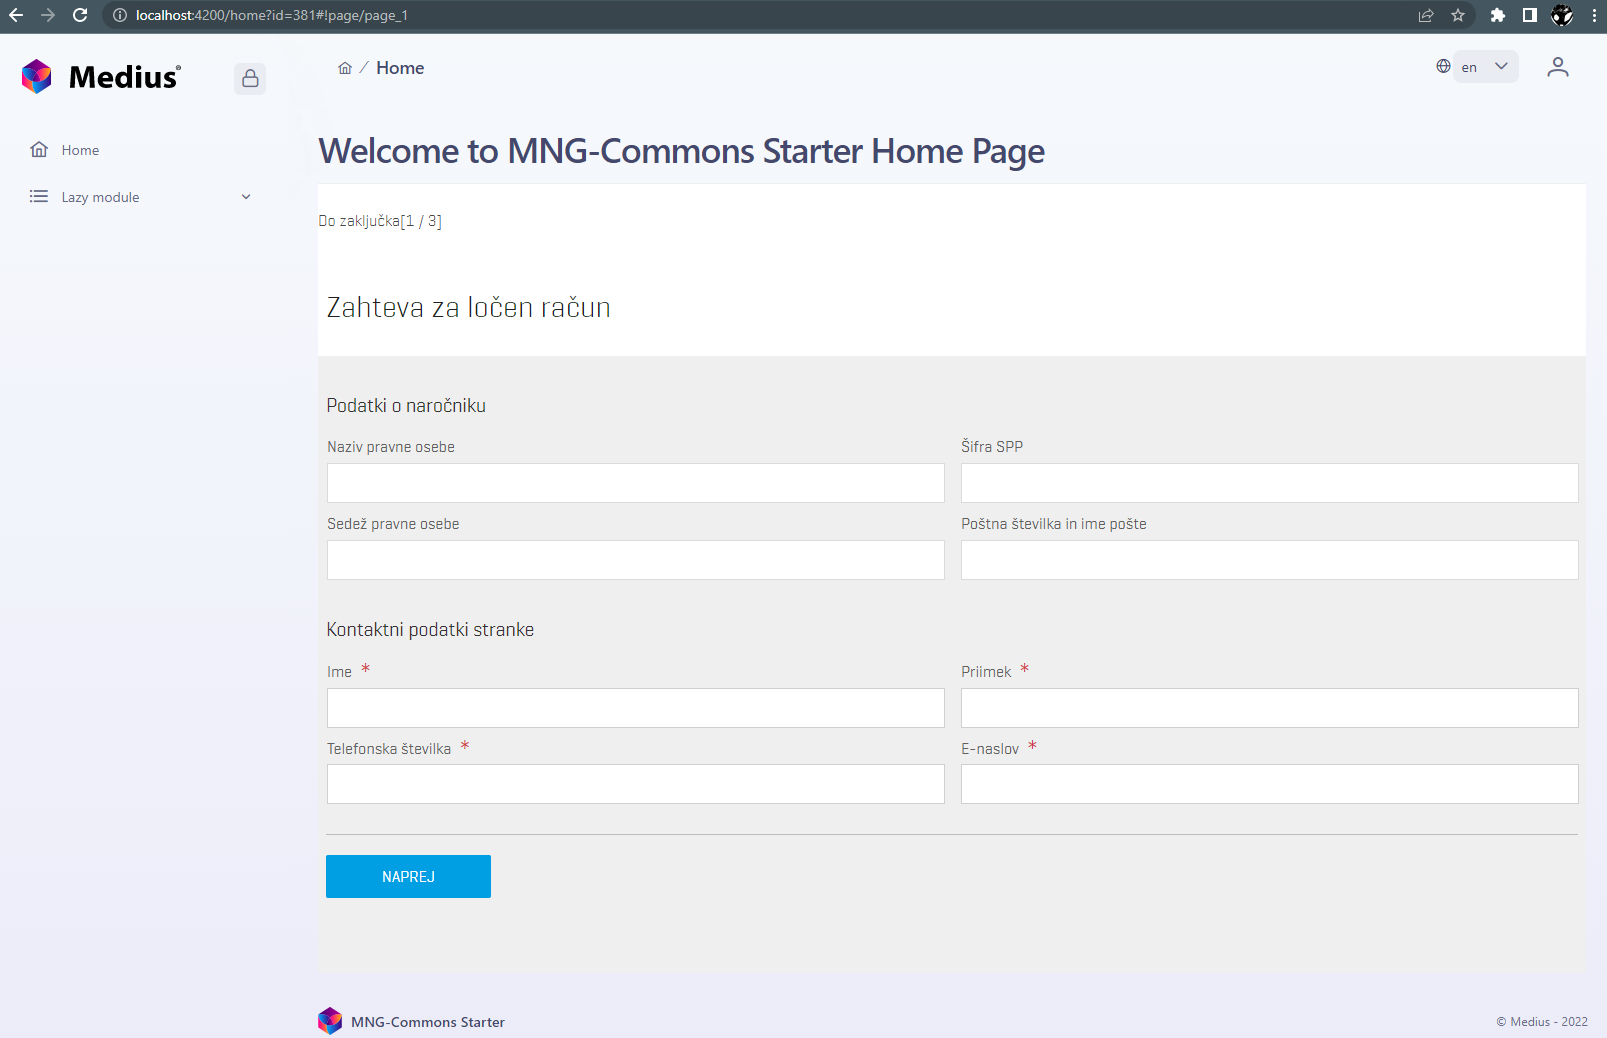 localhost:4200/home?id=381#!page/page_1
Medius®
Home
en
Home
Lazy module
Welcome to MNG-Commons Starter Home Page
Do zaključka[1 / 3]
Zahteva za ločen račun
Podatki o naročniku
Naziv pravne osebe
Šifra SPP
Sedež pravne osebe
Poštna številka in ime pošte
Kontaktni podatki stranke
Ime *
Priimek *
Telefonska številka *
E-naslov *
NAPREJ
MNG-Commons Starter
© Medius - 2022